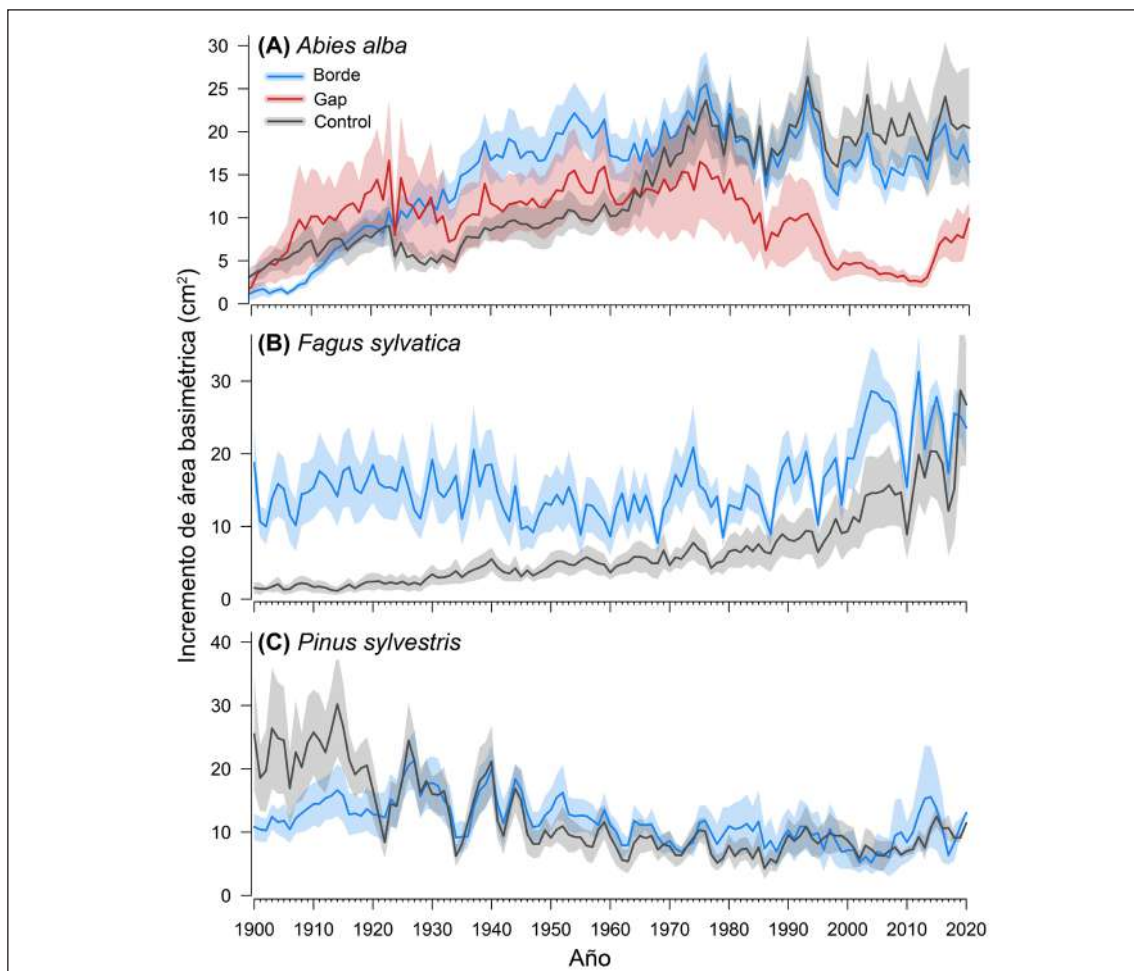 (A) Abies alba
Borde
Gap
Control
30
25
20
15
10
5
0
(B) Fagus sylvatica
30
20
10
0
(C) Pinus sylvestris
40
30
20
10
0
Incremento de área basimétrica (cm²)
1900 1910 1920 1930 1940 1950 1960 1970 1980 1990 2000 2010 2020
Año